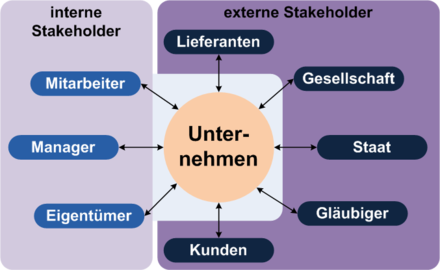 interne
Stakeholder
externe Stakeholder
Lieferanten
Mitarbeiter
Gesellschaft
Manager
Unter-
nehmen
Staat
Eigentümer
Gläubiger
Kunden